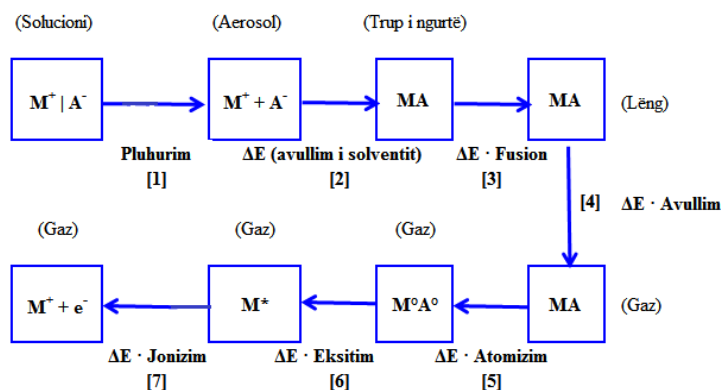 (Solucioni) (Aerosol) (Trup i ngurtë)
M⁺ | A⁻ M⁺ + A⁻ MA MA (Lëng)
Pluhurim ΔE (avullim i solventit) ΔE · Fusion
[1] [2] [3]
[4] ΔE · Avullim
(Gaz) (Gaz) (Gaz)
M⁺ + e⁻ M* M°A° MA (Gaz)
ΔE · Jonizim ΔE · Eksitim ΔE · Atomizim
[7] [6] [5]